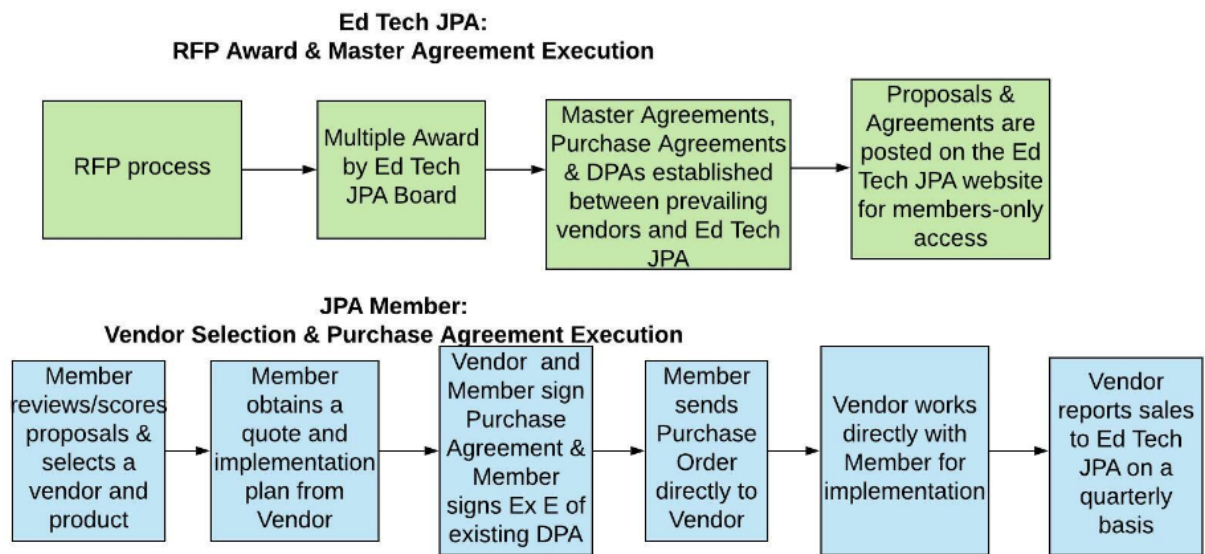 Ed Tech JPA:
RFP Award & Master Agreement Execution
RFP process
Multiple Award
by Ed Tech
JPA Board
Master Agreements,
Purchase Agreements
& DPAs established
between prevailing
vendors and Ed Tech
JPA
Proposals &
Agreements are
posted on the Ed
Tech JPA website
for members-only
access
JPA Member:
Vendor Selection & Purchase Agreement Execution
Member
reviews/scores
proposals &
selects a
vendor and
product
Member
obtains a
quote and
implementation
plan from
Vendor
Vendor and
Member sign
Purchase
Agreement &
Member
signs Ex E of
existing DPA
Member
sends
Purchase
Order
directly to
Vendor
Vendor works
directly with
Member for
implementation
Vendor
reports sales
to Ed Tech
JPA on a
quarterly
basis